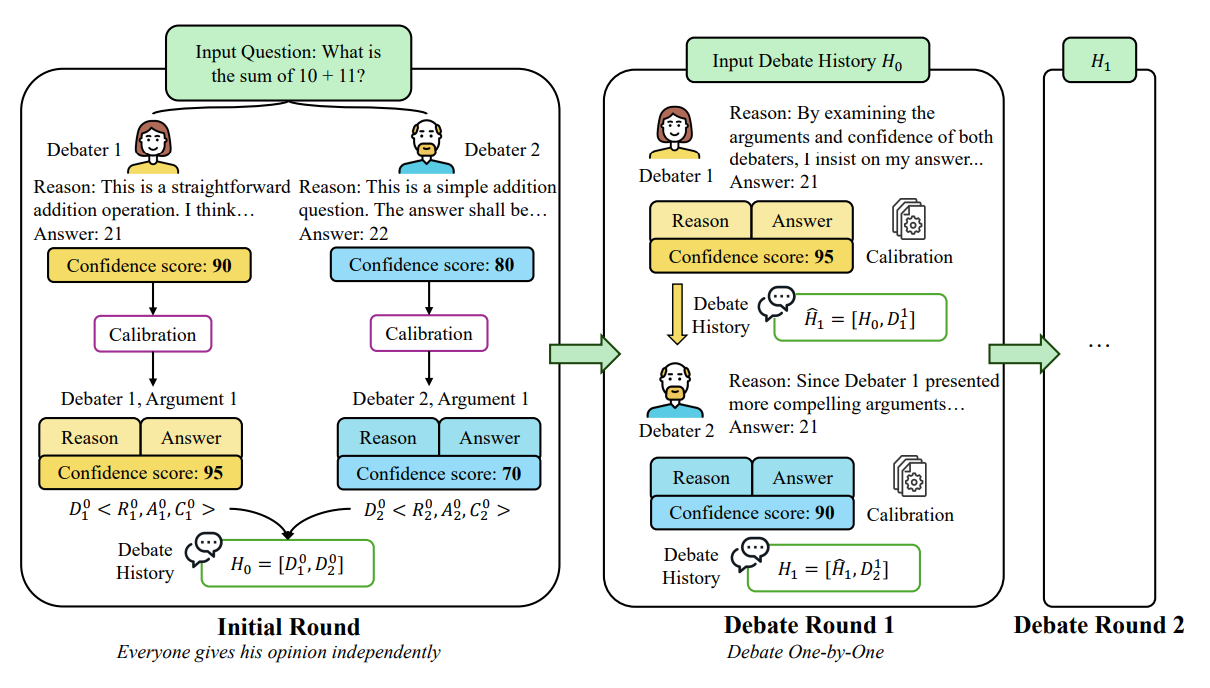 Input Question: What is
the sum of 10 + 11?
Debater 1
Debater 2
Reason: This is a straightforward
addition operation. I think…
Answer: 21
Reason: This is a simple addition
question. The answer shall be…
Answer: 22
Confidence score: 90
Confidence score: 80
Calibration
Calibration
Debater 1, Argument 1
Debater 2, Argument 1
Reason
Answer
Confidence score: 95
Reason
Answer
Confidence score: 70
$D_1^0 < R_1^0, A_1^0, C_1^0 >$
$D_2^0 < R_2^0, A_2^0, C_2^0 >$
Debate
History
$H_0 = [D_1^0, D_2^0]$
Initial Round
Everyone gives his opinion independently
Input Debate History $H_0$
Debater 1
Reason: By examining the
arguments and confidence of both
debaters, I insist on my answer...
Answer: 21
Reason
Answer
Confidence score: 95
Calibration
Debate
History
$\hat{H}_1 = [H_0, D_1^1]$
Debater 2
Reason: Since Debater 1 presented
more compelling arguments…
Answer: 21
Reason
Answer
Confidence score: 90
Calibration
Debate
History
$H_1 = [\hat{H}_1, D_2^1]$
Debate Round 1
Debate One-by-One
$H_1$
…
Debate Round 2